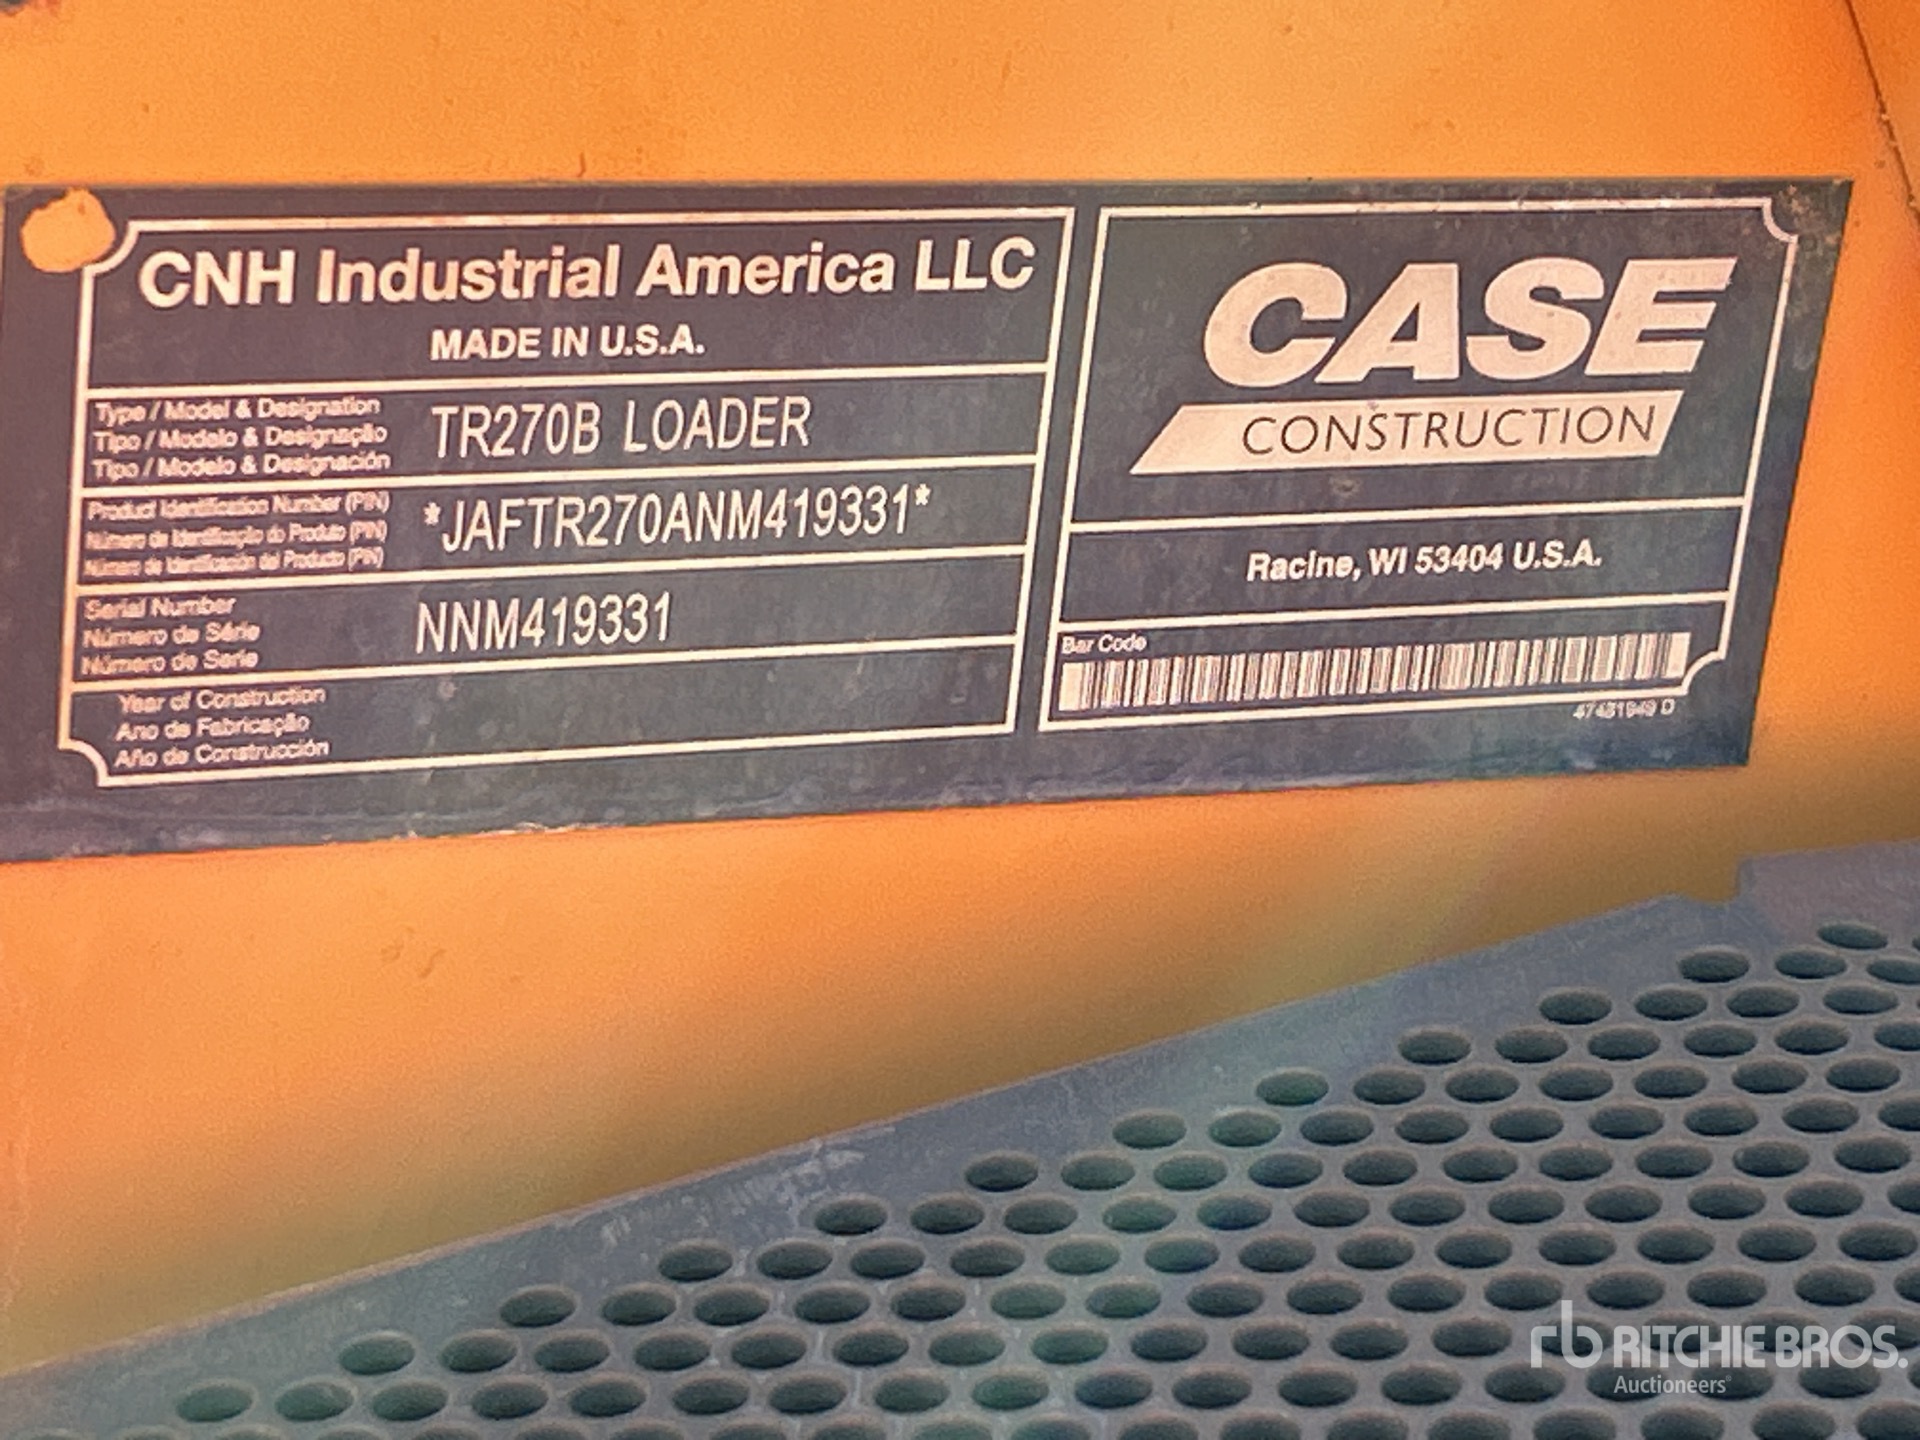 CNH Industrial America LLC
MADE IN U.S.A.
Type / Model & Designation
Tipo / Modelo & Designação
Tipo / Modelo & Designación
TR270B LOADER
Product Identification Number (PIN)
Número de Identificação do Produto (PIN)
Número de Identificación del Producto (PIN)
*JAFTR270ANM419331*
Serial Number
Número de Série
Número de Serie
NNM419331
Year of Construction
Ano de Fabricação
Año de Construcción
CASE
CONSTRUCTION
Racine, WI 53404 U.S.A.
Bar Code
47431949 D
rb RITCHIE BROS.
Auctioneers